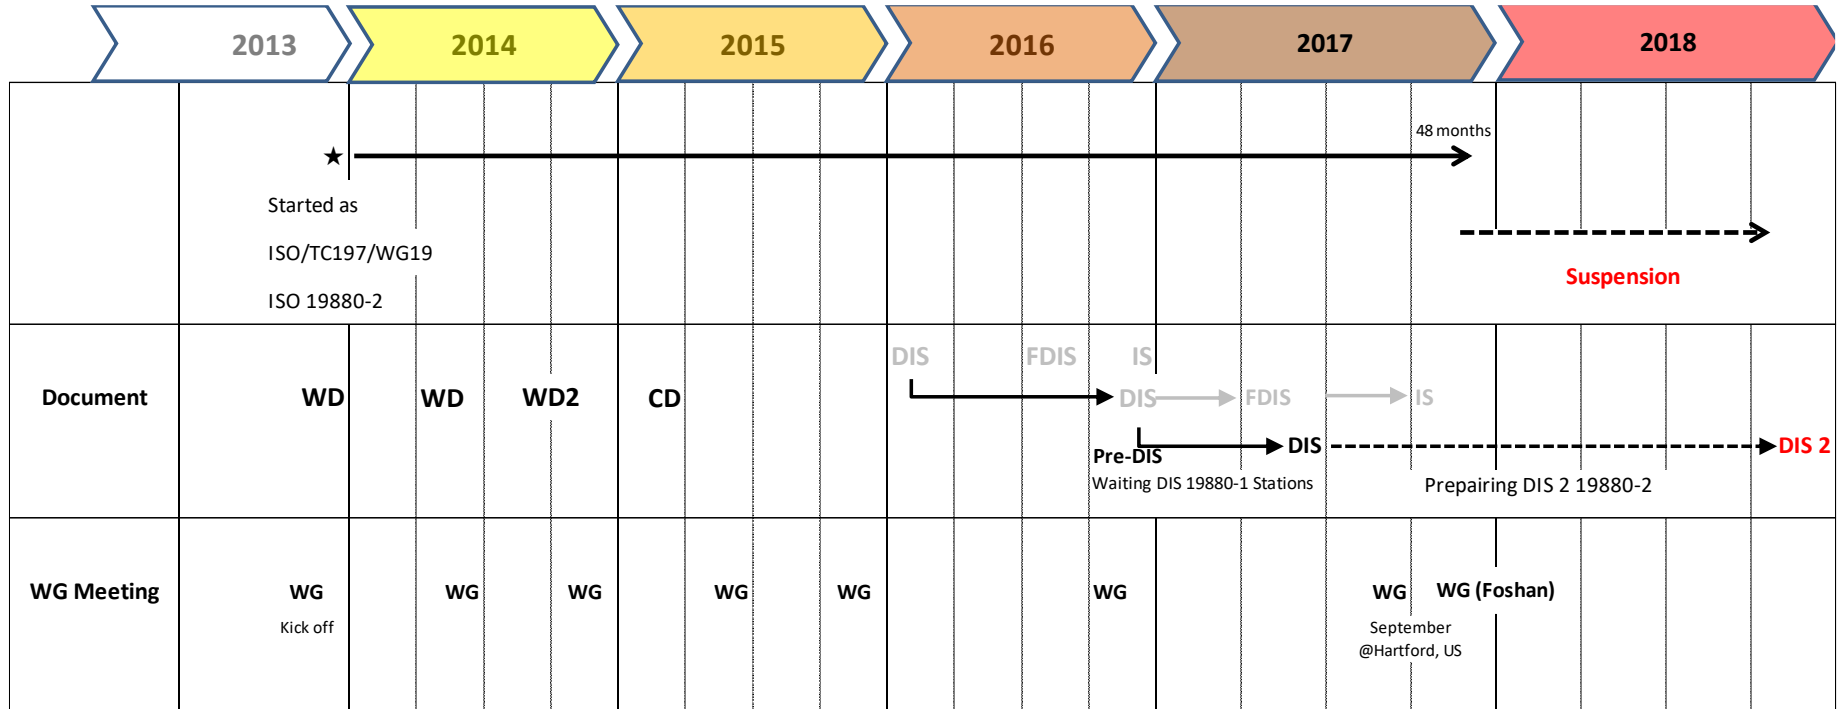 2013 2014 2015 2016 2017 2018
48 months
★
Started as
ISO/TC197/WG19
ISO 19880-2
Suspension
DIS FDIS IS
Document WD WD WD2 CD DIS FDIS IS
DIS DIS 2
Pre-DIS
Waiting DIS 19880-1 Stations Prepairing DIS 2 19880-2
WG Meeting WG WG WG WG WG WG WG WG (Foshan)
Kick off September
@Hartford, US